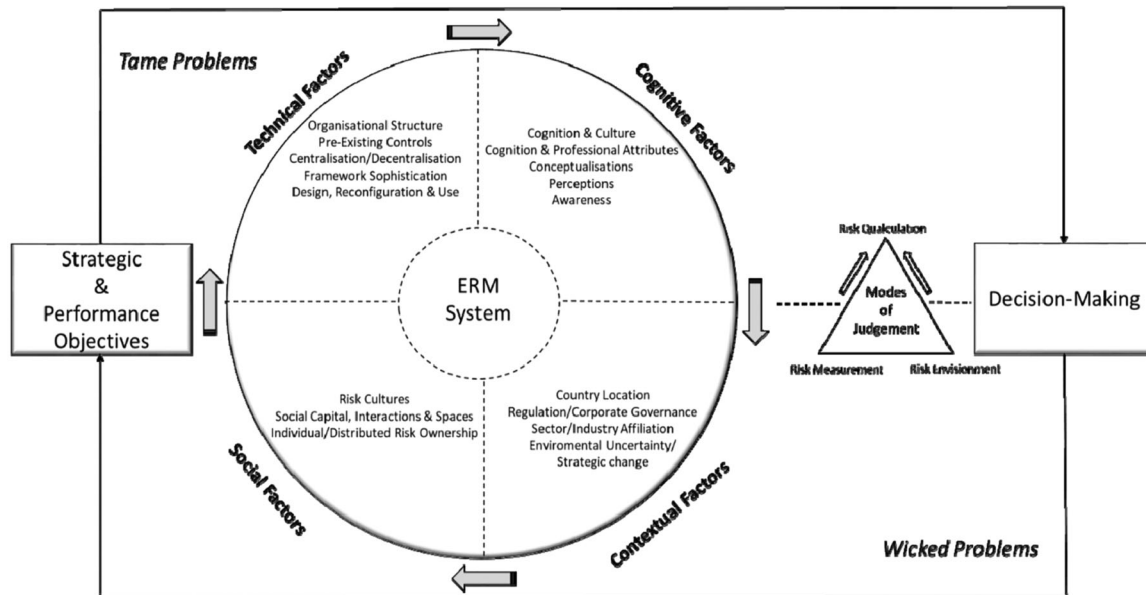 Tame Problems
Technical Factors
Cognitive Factors
Organisational Structure
Pre-Existing Controls
Centralisation/Decentralisation
Framework Sophistication
Design, Reconfiguration & Use
Cognition & Culture
Cognition & Professional Attributes
Conceptualisations
Perceptions
Awareness
Strategic
&
Performance
Objectives
ERM
System
Risk Qualculation
Modes
of
Judgement
Risk Measurement
Risk Envisionment
Decision-Making
Risk Cultures
Social Capital, Interactions & Spaces
Individual/Distributed Risk Ownership
Country Location
Regulation/Corporate Governance
Sector/Industry Affiliation
Enviromental Uncertainty/
Strategic change
Social Factors
Contextual Factors
Wicked Problems